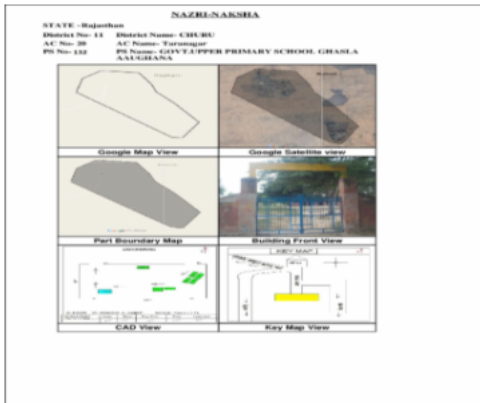 NAZRI-NAKSHA
STATE -Rajasthan
District No- 11 District Name- CHURU
AC No- 20 AC Name- Taranagar
PS No- 152 PS Name- GOVT.UPPER PRIMARY SCHOOL GHASLA
AAUGHANA
Google Map View Google Satellite view
Part Boundary Map Building Front View
KEY MAP
CAD View Key Map View